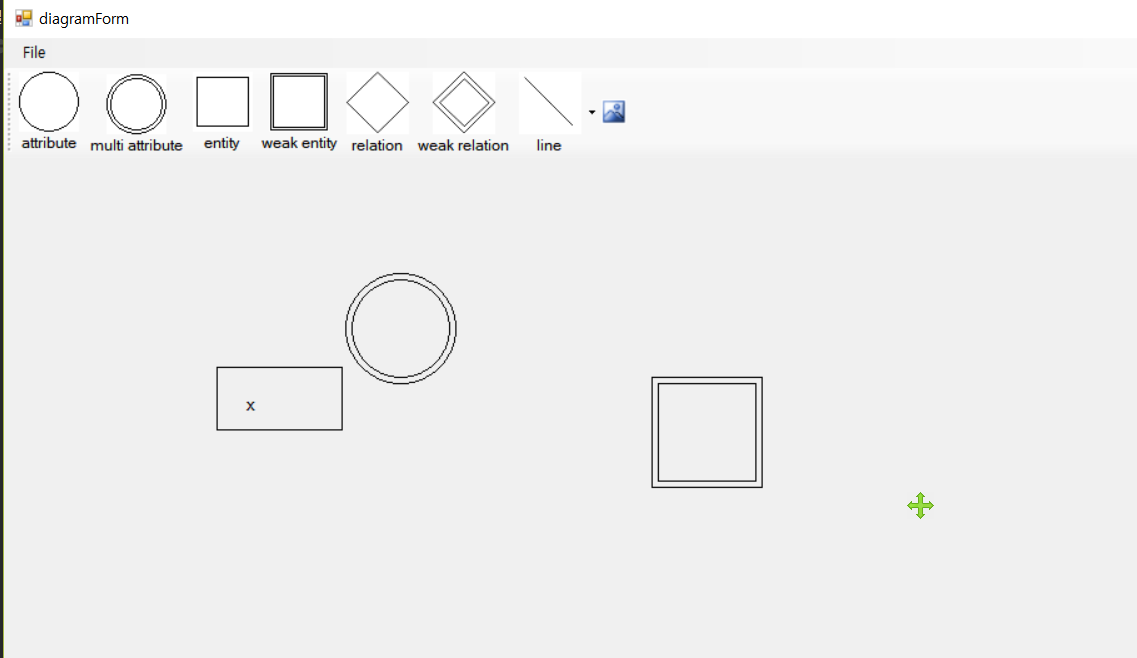 diagramForm
File
attribute multi attribute entity weak entity relation weak relation line
x